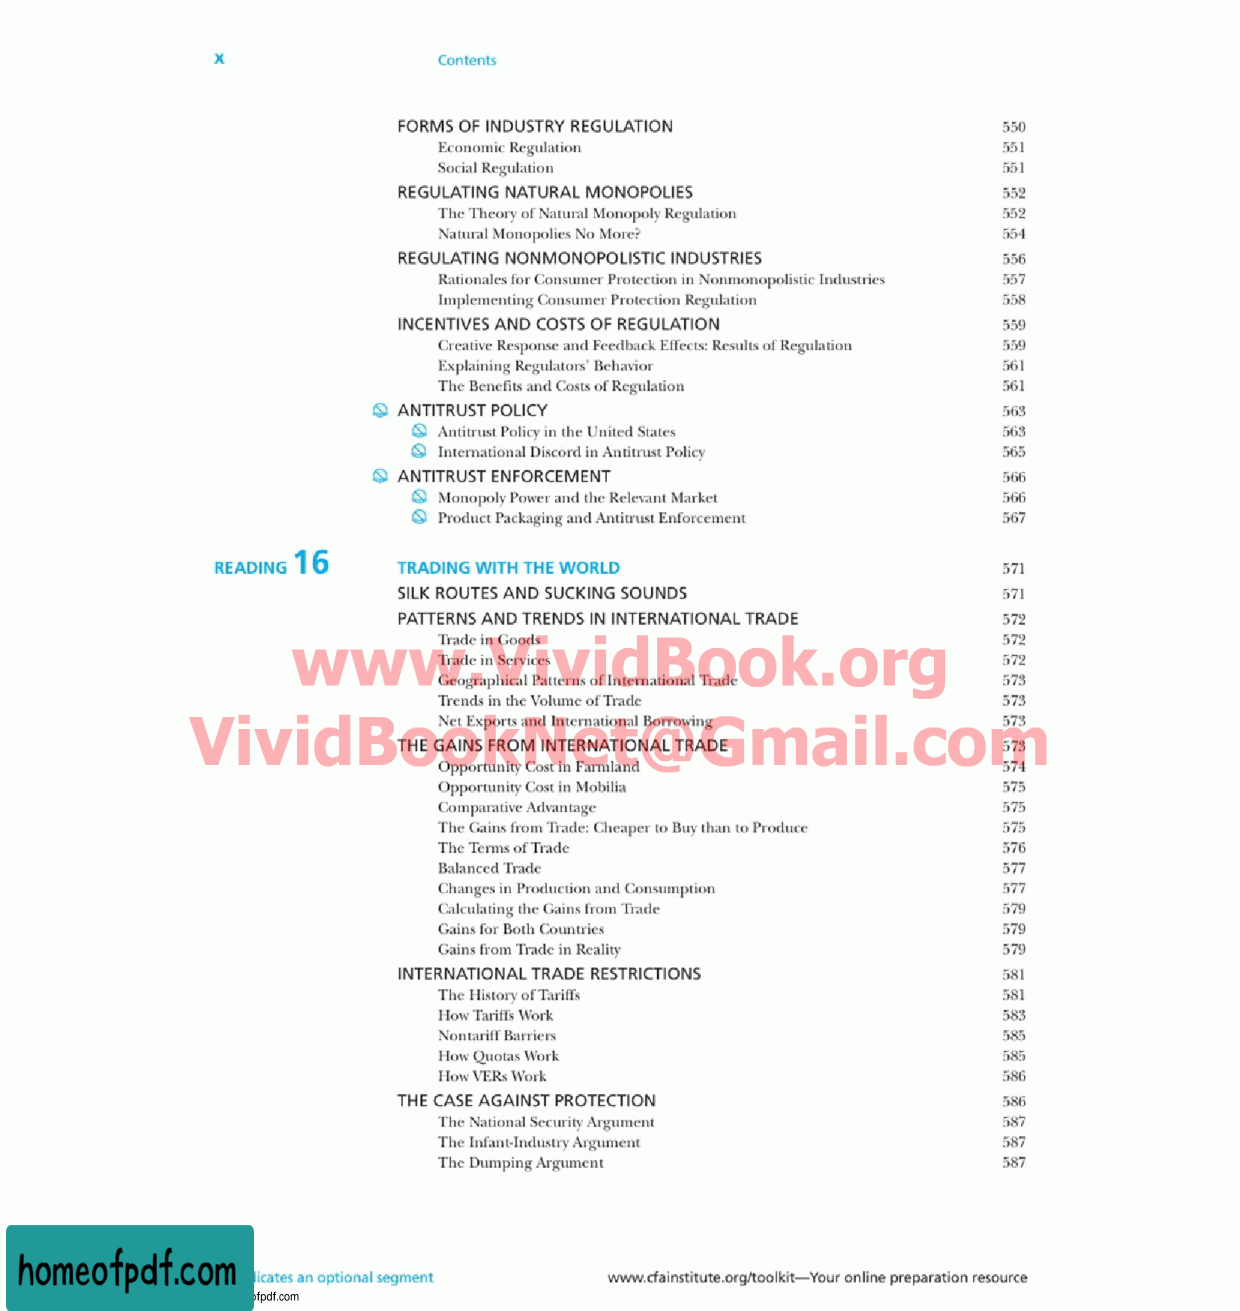 x Contents
FORMS OF INDUSTRY REGULATION 550
Economic Regulation 551
Social Regulation 551
REGULATING NATURAL MONOPOLIES 552
The Theory of Natural Monopoly Regulation 552
Natural Monopolies No More? 554
REGULATING NONMONOPOLISTIC INDUSTRIES 556
Rationales for Consumer Protection in Nonmonopolistic Industries 557
Implementing Consumer Protection Regulation 558
INCENTIVES AND COSTS OF REGULATION 559
Creative Response and Feedback Effects: Results of Regulation 559
Explaining Regulators' Behavior 561
The Benefits and Costs of Regulation 561
ANTITRUST POLICY 563
Antitrust Policy in the United States 563
International Discord in Antitrust Policy 565
ANTITRUST ENFORCEMENT 566
Monopoly Power and the Relevant Market 566
Product Packaging and Antitrust Enforcement 567
READING 16 TRADING WITH THE WORLD 571
SILK ROUTES AND SUCKING SOUNDS 571
PATTERNS AND TRENDS IN INTERNATIONAL TRADE 572
Trade in Goods 572
Trade in Services 572
www.VividBook.org
Geographical Patterns of International Trade 573
Trends in the Volume of Trade 573
Net Exports and International Borrowing 573
VividBookNet@Gmail.com
THE GAINS FROM INTERNATIONAL TRADE 573
Opportunity Cost in Farmland 574
Opportunity Cost in Mobilia 575
Comparative Advantage 575
The Gains from Trade: Cheaper to Buy than to Produce 575
The Terms of Trade 576
Balanced Trade 577
Changes in Production and Consumption 577
Calculating the Gains from Trade 579
Gains for Both Countries 579
Gains from Trade in Reality 579
INTERNATIONAL TRADE RESTRICTIONS 581
The History of Tariffs 581
How Tariffs Work 583
Nontariff Barriers 585
How Quotas Work 585
How VERs Work 586
THE CASE AGAINST PROTECTION 586
The National Security Argument 587
The Infant-Industry Argument 587
The Dumping Argument 587
homeofpdf.com
an optional segment www.cfainstitute.org/toolkit—Your online preparation resource